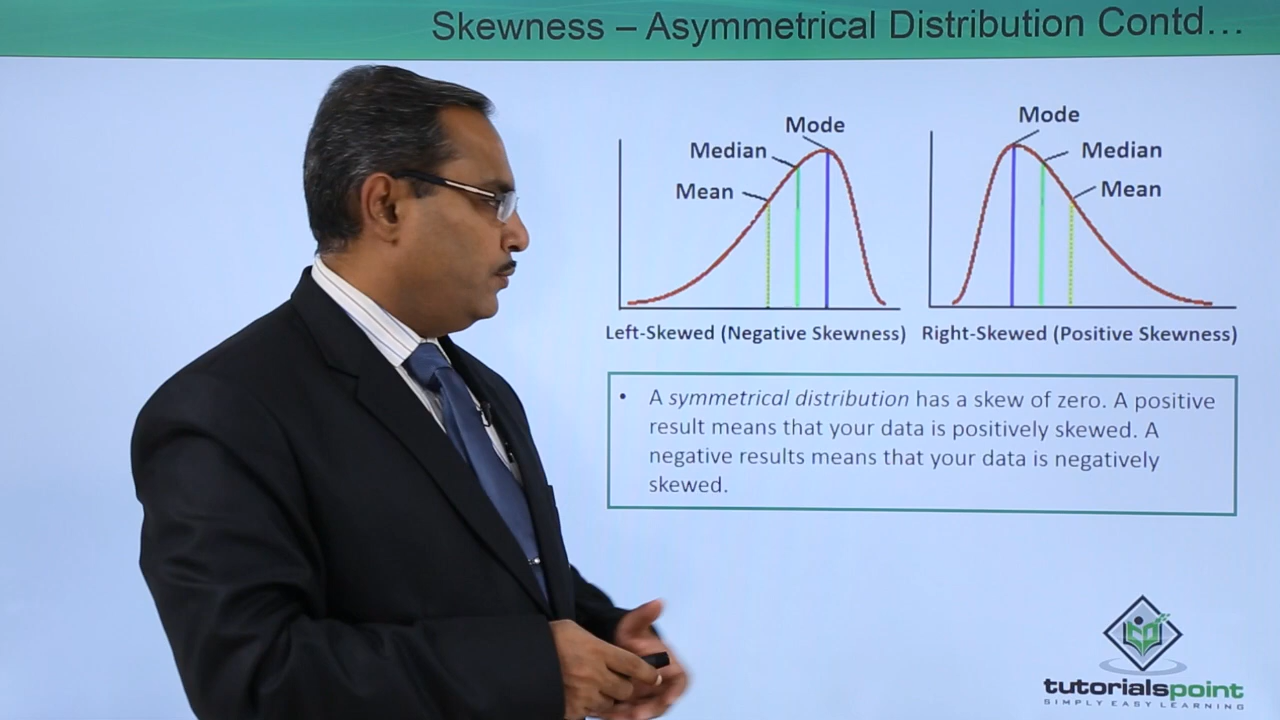 Skewness – Asymmetrical Distribution Contd...
Mode
Median
Mean
Left-Skewed (Negative Skewness)
Mode
Median
Mean
Right-Skewed (Positive Skewness)
• A symmetrical distribution has a skew of zero. A positive
result means that your data is positively skewed. A
negative results means that your data is negatively
skewed.
tutorialspoint
SIMPLY EASY LEARNING